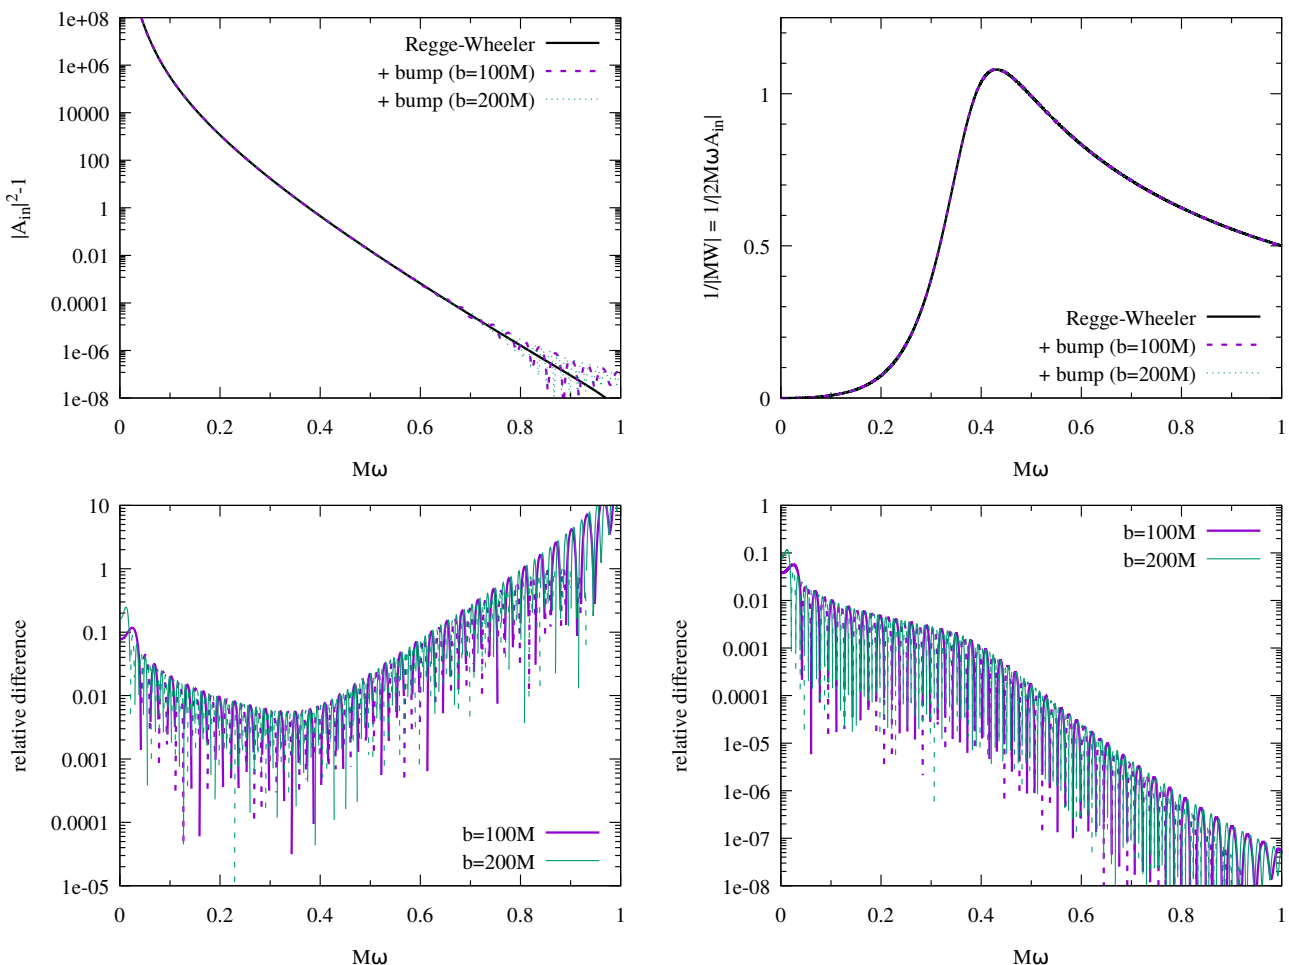 1e+08
1e+06
10000
100
1
0.01
0.0001
1e-06
1e-08
|A_in|^2-1
Regge-Wheeler
+ bump (b=100M)
+ bump (b=200M)
0 0.2 0.4 0.6 0.8 1
Mω
1
0.5
0
1/|MW| = 1/|2MωA_in|
Regge-Wheeler
+ bump (b=100M)
+ bump (b=200M)
0 0.2 0.4 0.6 0.8 1
Mω
10
1
0.1
0.01
0.001
0.0001
1e-05
relative difference
b=100M
b=200M
0 0.2 0.4 0.6 0.8 1
Mω
1
0.1
0.01
0.001
0.0001
1e-05
1e-06
1e-07
1e-08
relative difference
b=100M
b=200M
0 0.2 0.4 0.6 0.8 1
Mω